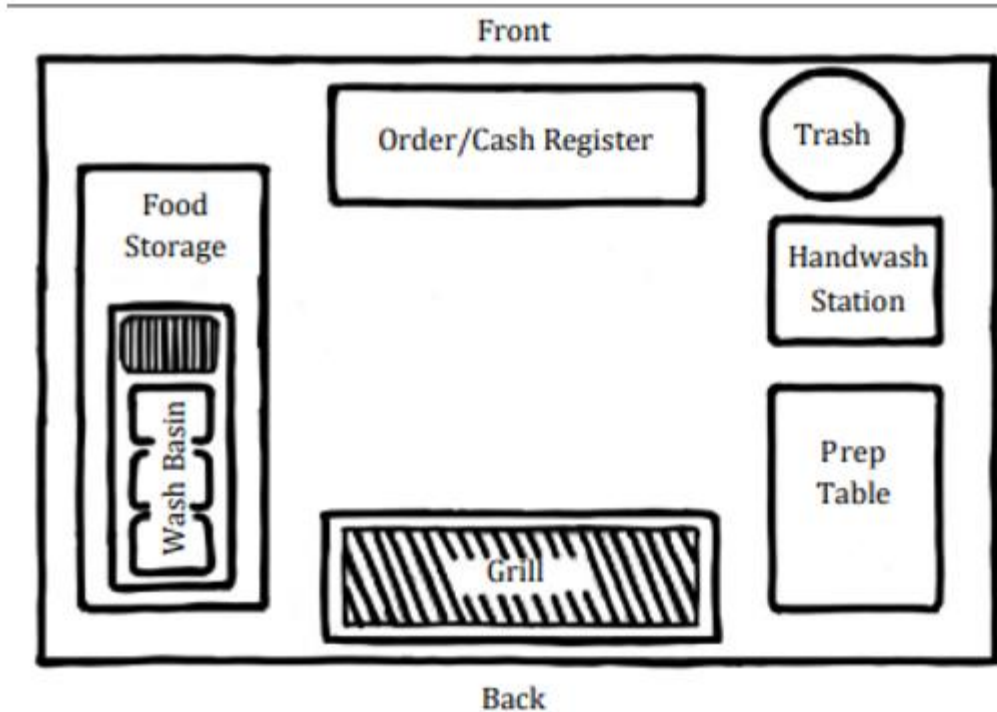 Front
Order/Cash Register
Trash
Food
Storage
Handwash
Station
Wash Basin
Prep
Table
Grill
Back